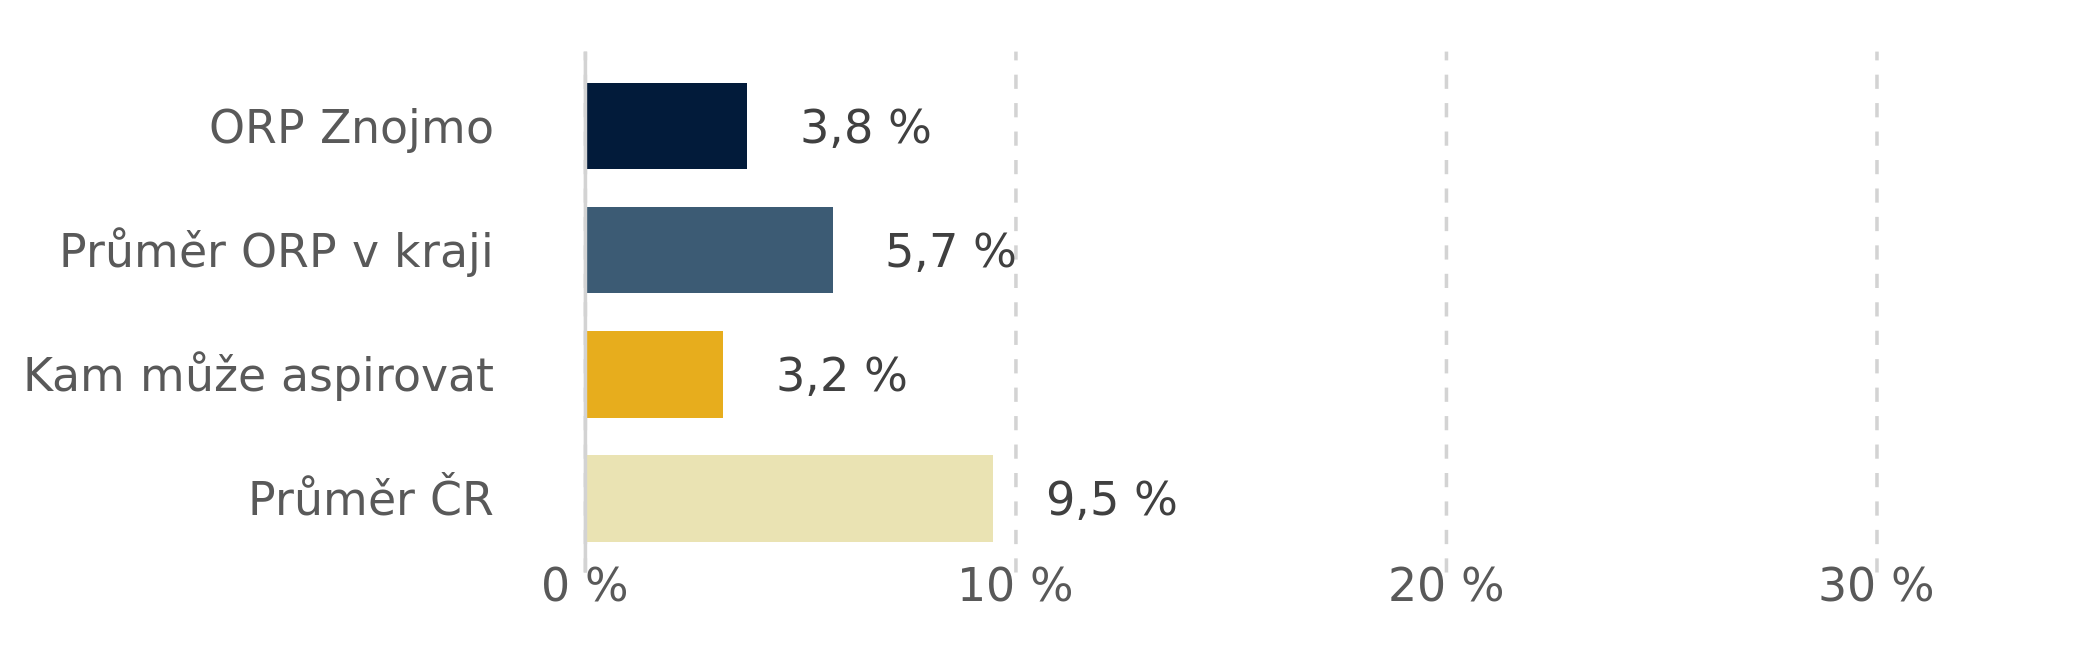 ORP Znojmo 3,8 %
Průměr ORP v kraji 5,7 %
Kam může aspirovat 3,2 %
Průměr ČR 9,5 %
0 % 10 % 20 % 30 %